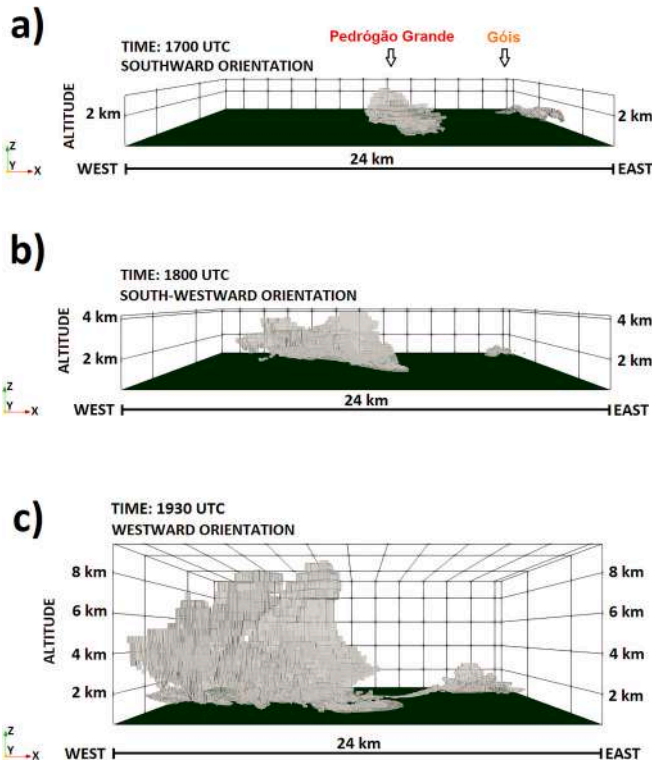 a)
Pedrógão Grande
Góis
TIME: 1700 UTC
SOUTHWARD ORIENTATION
ALTITUDE
2 km
2 km
Z
Y
X
24 km
WEST
EAST
b)
TIME: 1800 UTC
SOUTH-WESTWARD ORIENTATION
ALTITUDE
4 km
4 km
2 km
2 km
Z
Y
X
24 km
WEST
EAST
c)
TIME: 1930 UTC
WESTWARD ORIENTATION
ALTITUDE
8 km
8 km
6 km
6 km
4 km
4 km
2 km
2 km
Z
Y
X
24 km
WEST
EAST